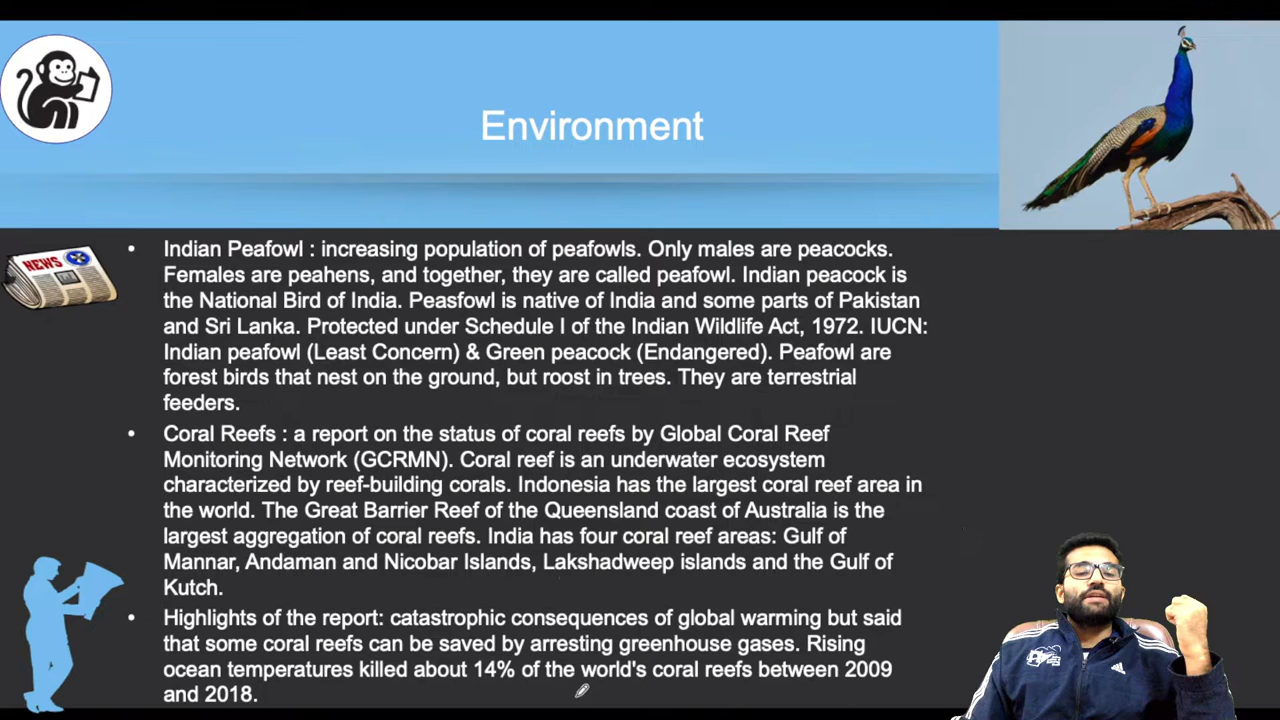 Environment
NEWS
• Indian Peafowl : increasing population of peafowls. Only males are peacocks.
Females are peahens, and together, they are called peafowl. Indian peacock is
the National Bird of India. Peasfowl is native of India and some parts of Pakistan
and Sri Lanka. Protected under Schedule I of the Indian Wildlife Act, 1972. IUCN:
Indian peafowl (Least Concern) & Green peacock (Endangered). Peafowl are
forest birds that nest on the ground, but roost in trees. They are terrestrial
feeders.
• Coral Reefs : a report on the status of coral reefs by Global Coral Reef
Monitoring Network (GCRMN). Coral reef is an underwater ecosystem
characterized by reef-building corals. Indonesia has the largest coral reef area in
the world. The Great Barrier Reef of the Queensland coast of Australia is the
largest aggregation of coral reefs. India has four coral reef areas: Gulf of
Mannar, Andaman and Nicobar Islands, Lakshadweep islands and the Gulf of
Kutch.
• Highlights of the report: catastrophic consequences of global warming but said
that some coral reefs can be saved by arresting greenhouse gases. Rising
ocean temperatures killed about 14% of the world's coral reefs between 2009
and 2018.